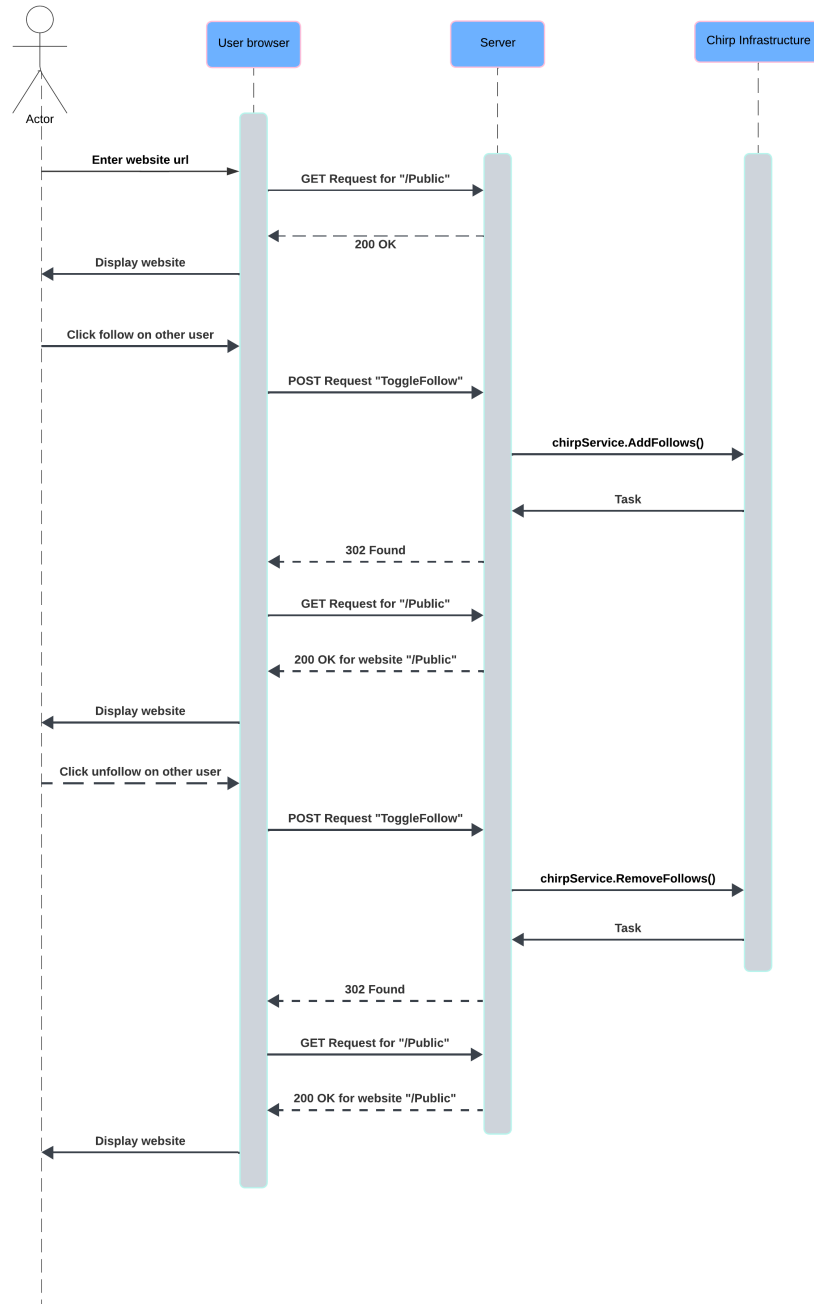 User browser
Server
Chirp Infrastructure
Actor
Enter website url
GET Request for "/Public"
200 OK
Display website
Click follow on other user
POST Request "ToggleFollow"
chirpService.AddFollows()
Task
302 Found
GET Request for "/Public"
200 OK for website "/Public"
Display website
Click unfollow on other user
POST Request "ToggleFollow"
chirpService.RemoveFollows()
Task
302 Found
GET Request for "/Public"
200 OK for website "/Public"
Display website